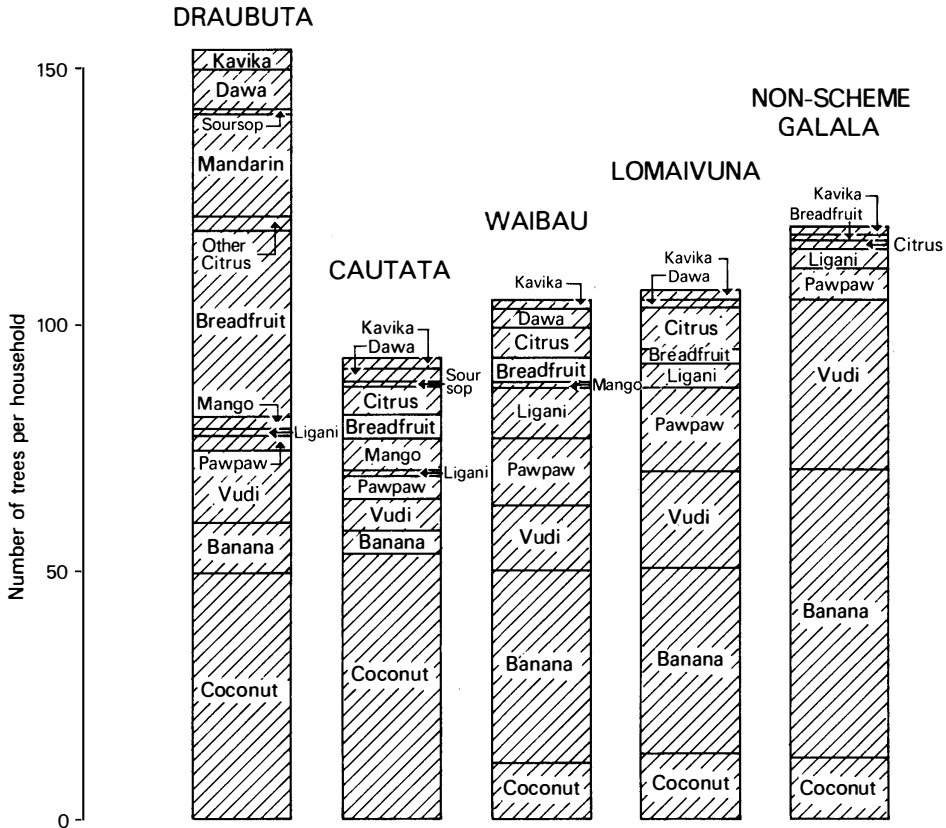 DRAUBUTA
150
Kavika
Dawa
Soursop
Mandarin
Other
Citrus
Breadfruit
Mango
Ligani
Pawpaw
Vudi
Banana
Coconut
CAUTATA
Kavika
Dawa
Sour
sop
Citrus
Breadfruit
Mango
Ligani
Pawpaw
Vudi
Banana
Coconut
WAIBAU
Kavika
Dawa
Citrus
Breadfruit
Mango
Ligani
Pawpaw
Vudi
Banana
Coconut
LOMAIVUNA
Kavika
Dawa
Citrus
Breadfruit
Ligani
Pawpaw
Vudi
Banana
Coconut
NON-SCHEME
GALALA
Kavika
Breadfruit
Citrus
Ligani
Pawpaw
Vudi
Banana
Coconut
100
50
0
Number of trees per household